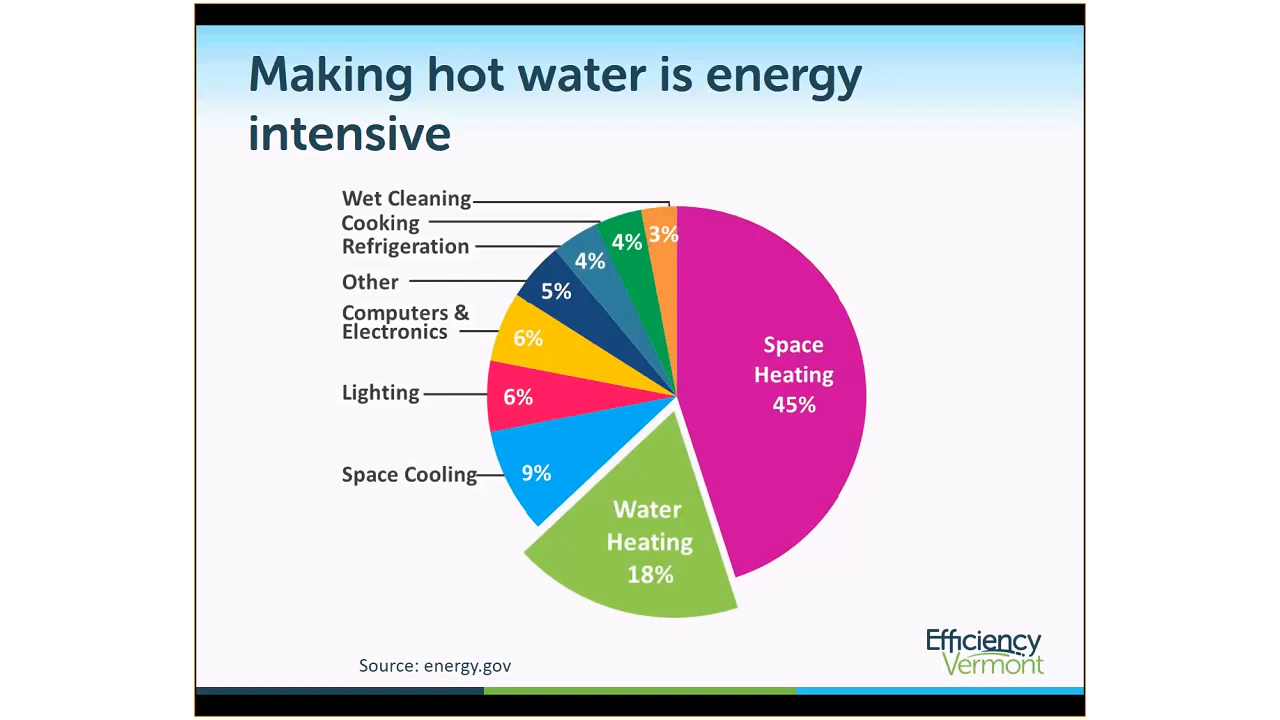 Making hot water is energy
intensive
Wet Cleaning
Cooking
Refrigeration
Other
Computers &
Electronics
Lighting
Space Cooling
3%
4%
4%
5%
6%
6%
9%
Space
Heating
45%
Water
Heating
18%
Source: energy.gov
Efficiency
Vermont